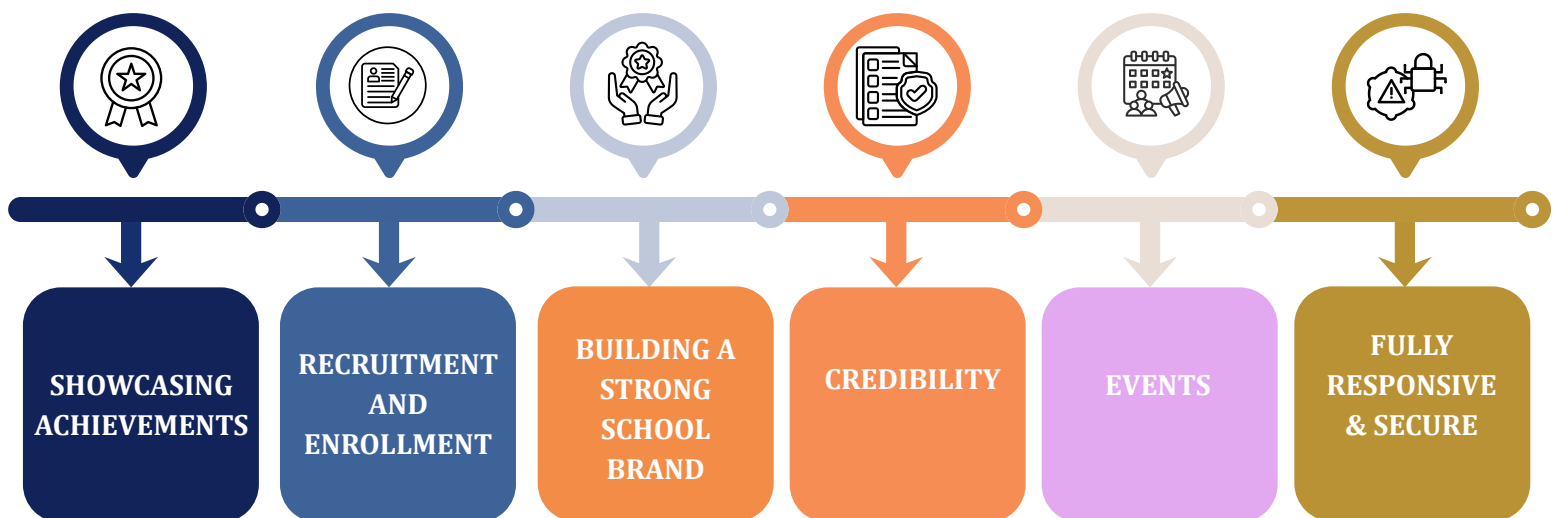 SHOWCASING
ACHIEVEMENTS
RECRUITMENT
AND
ENROLLMENT
BUILDING A
STRONG
SCHOOL
BRAND
CREDIBILITY
EVENTS
FULLY
RESPONSIVE
& SECURE